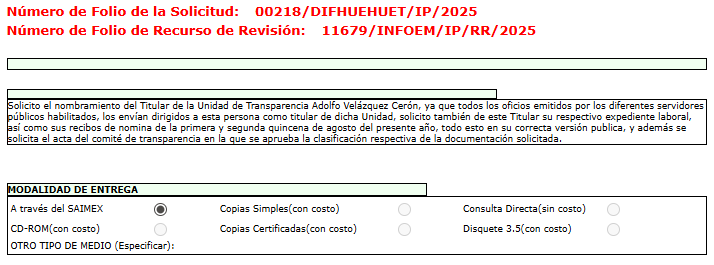 Número de Folio de la Solicitud: 00218/DIFHUEHUET/IP/2025
Número de Folio de Recurso de Revisión: 11679/INFOEM/IP/RR/2025
Solicito el nombramiento del Titular de la Unidad de Transparencia Adolfo Velázquez Cerón, ya que todos los oficios emitidos por los diferentes servidores
públicos habilitados, los envían dirigidos a esta persona como titular de dicha Unidad, solicito también de este Titular su respectivo expediente laboral,
así como sus recibos de nomina de la primera y segunda quincena de agosto del presente año, todo esto en su correcta versión publica, y además se
solicita el acta del comité de transparencia en la que se aprueba la clasificación respectiva de la documentación solicitada.
MODALIDAD DE ENTREGA
A través del SAIMEX Copias Simples(con costo) Consulta Directa(sin costo)
CD-ROM(con costo) Copias Certificadas(con costo) Disquete 3.5(con costo)
OTRO TIPO DE MEDIO (Especificar):